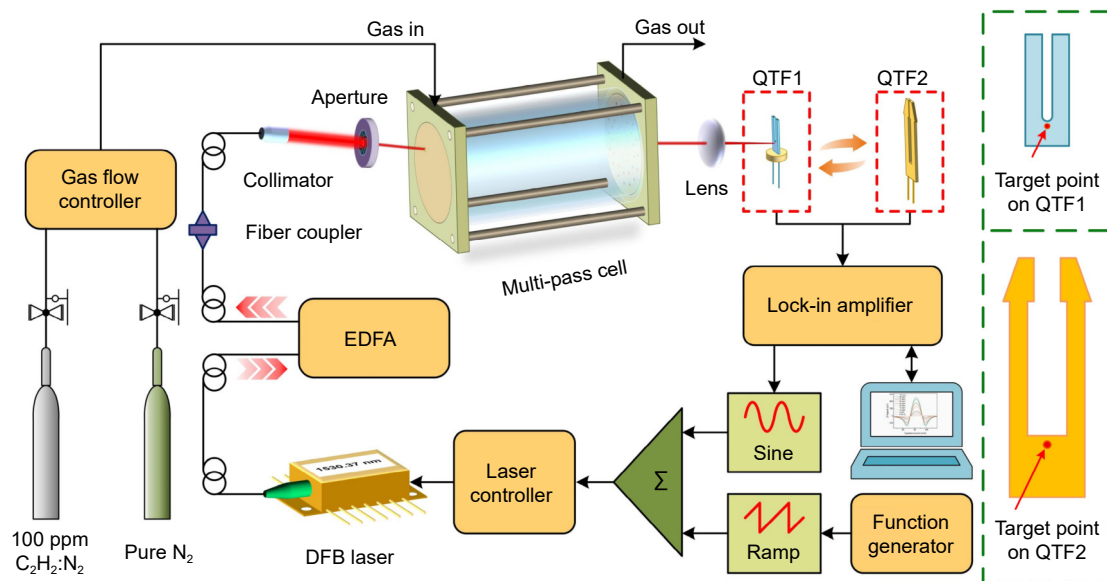 Gas in
Gas out
Aperture
QTF1
QTF2
Collimator
Lens
Target point
on QTF1
Gas flow
controller
Fiber coupler
Multi-pass cell
Lock-in amplifier
EDFA
Sine
1530.37 nm
Laser
controller
Σ
Ramp
Function
generator
DFB laser
100 ppm
C₂H₂:N₂
Pure N₂
Target point
on QTF2